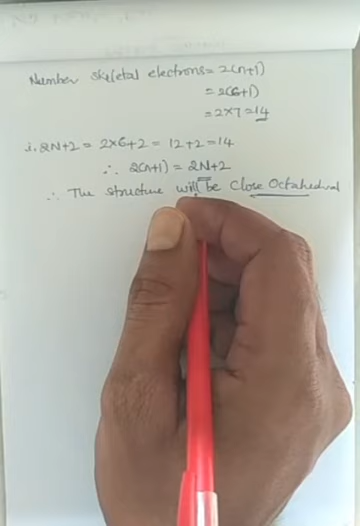 Number skeletal electrons = 2(n+1)
= 2(6+1)
= 2×7 = 14
i. 2N+2 = 2×6+2 = 12+2 = 14
∴ 2(n+1) = 2N+2
∴ The structure will be Close Octahedral